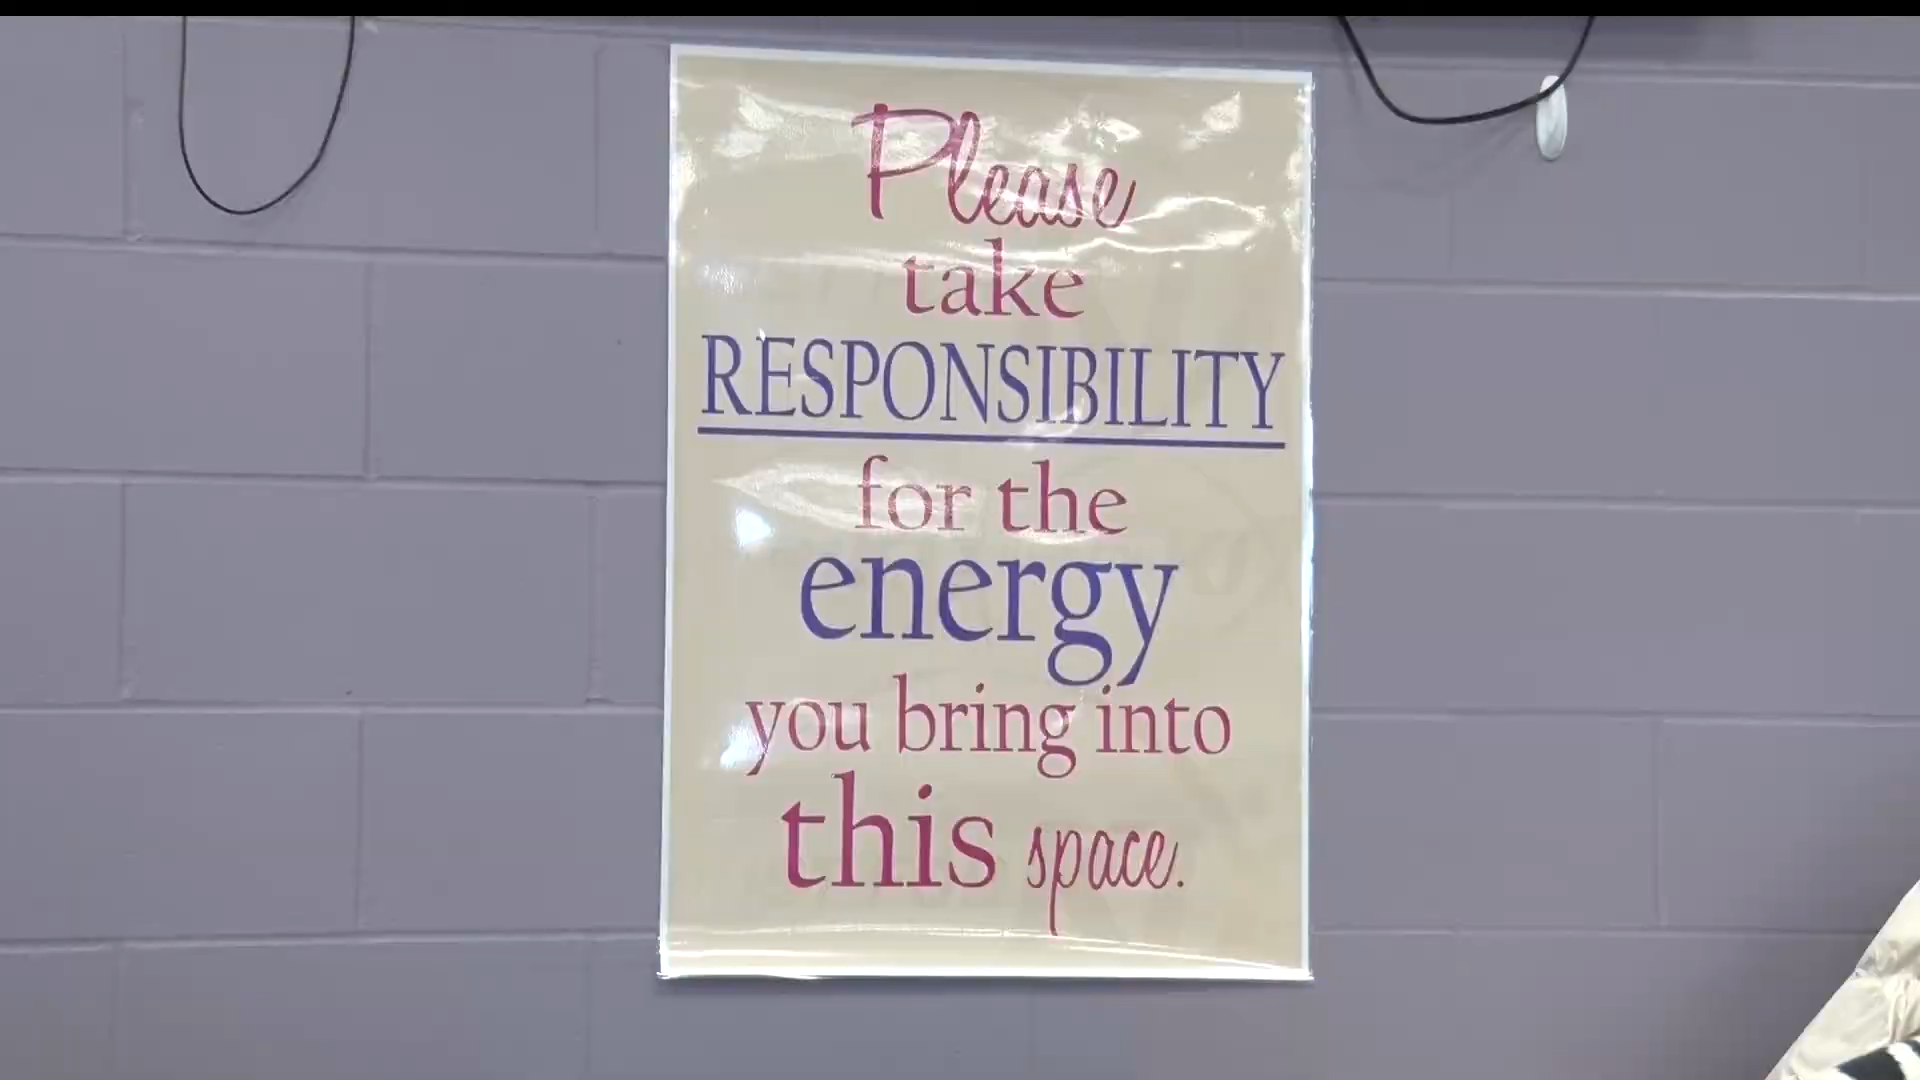 Please
take
RESPONSIBILITY
for the
energy
you bring into
this space.